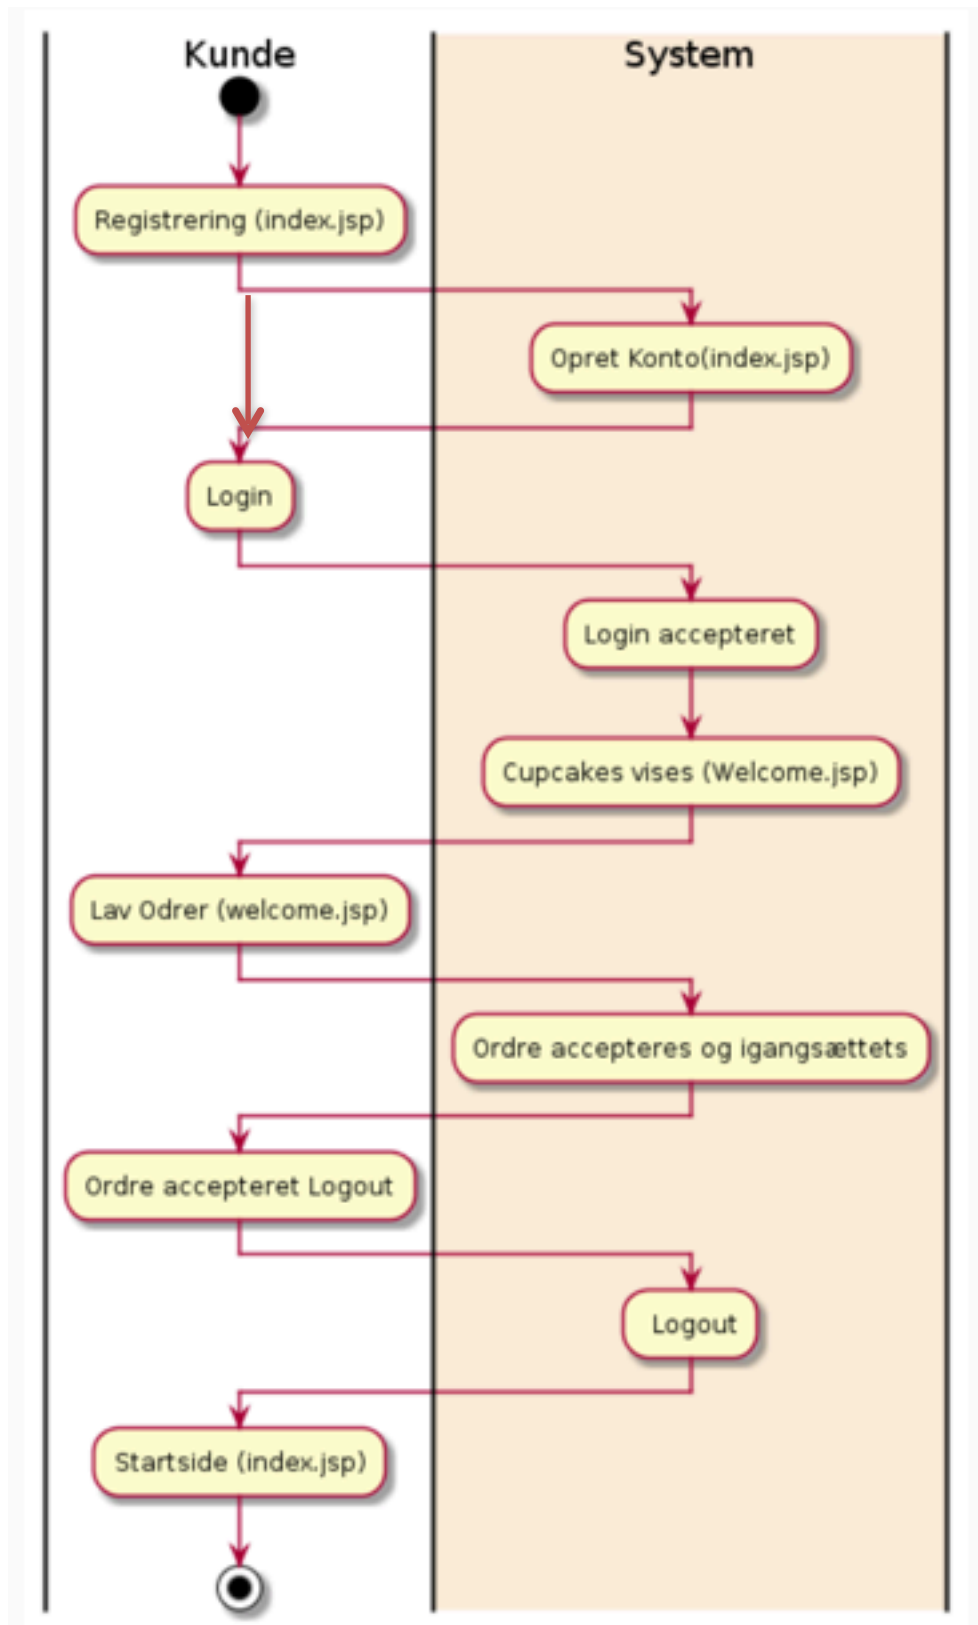 Kunde
System
Registrering (index.jsp)
Opret Konto(index.jsp)
Login
Login accepteret
Cupcakes vises (Welcome.jsp)
Lav Odrer (welcome.jsp)
Ordre accepteres og igangsættets
Ordre accepteret Logout
Logout
Startside (index.jsp)